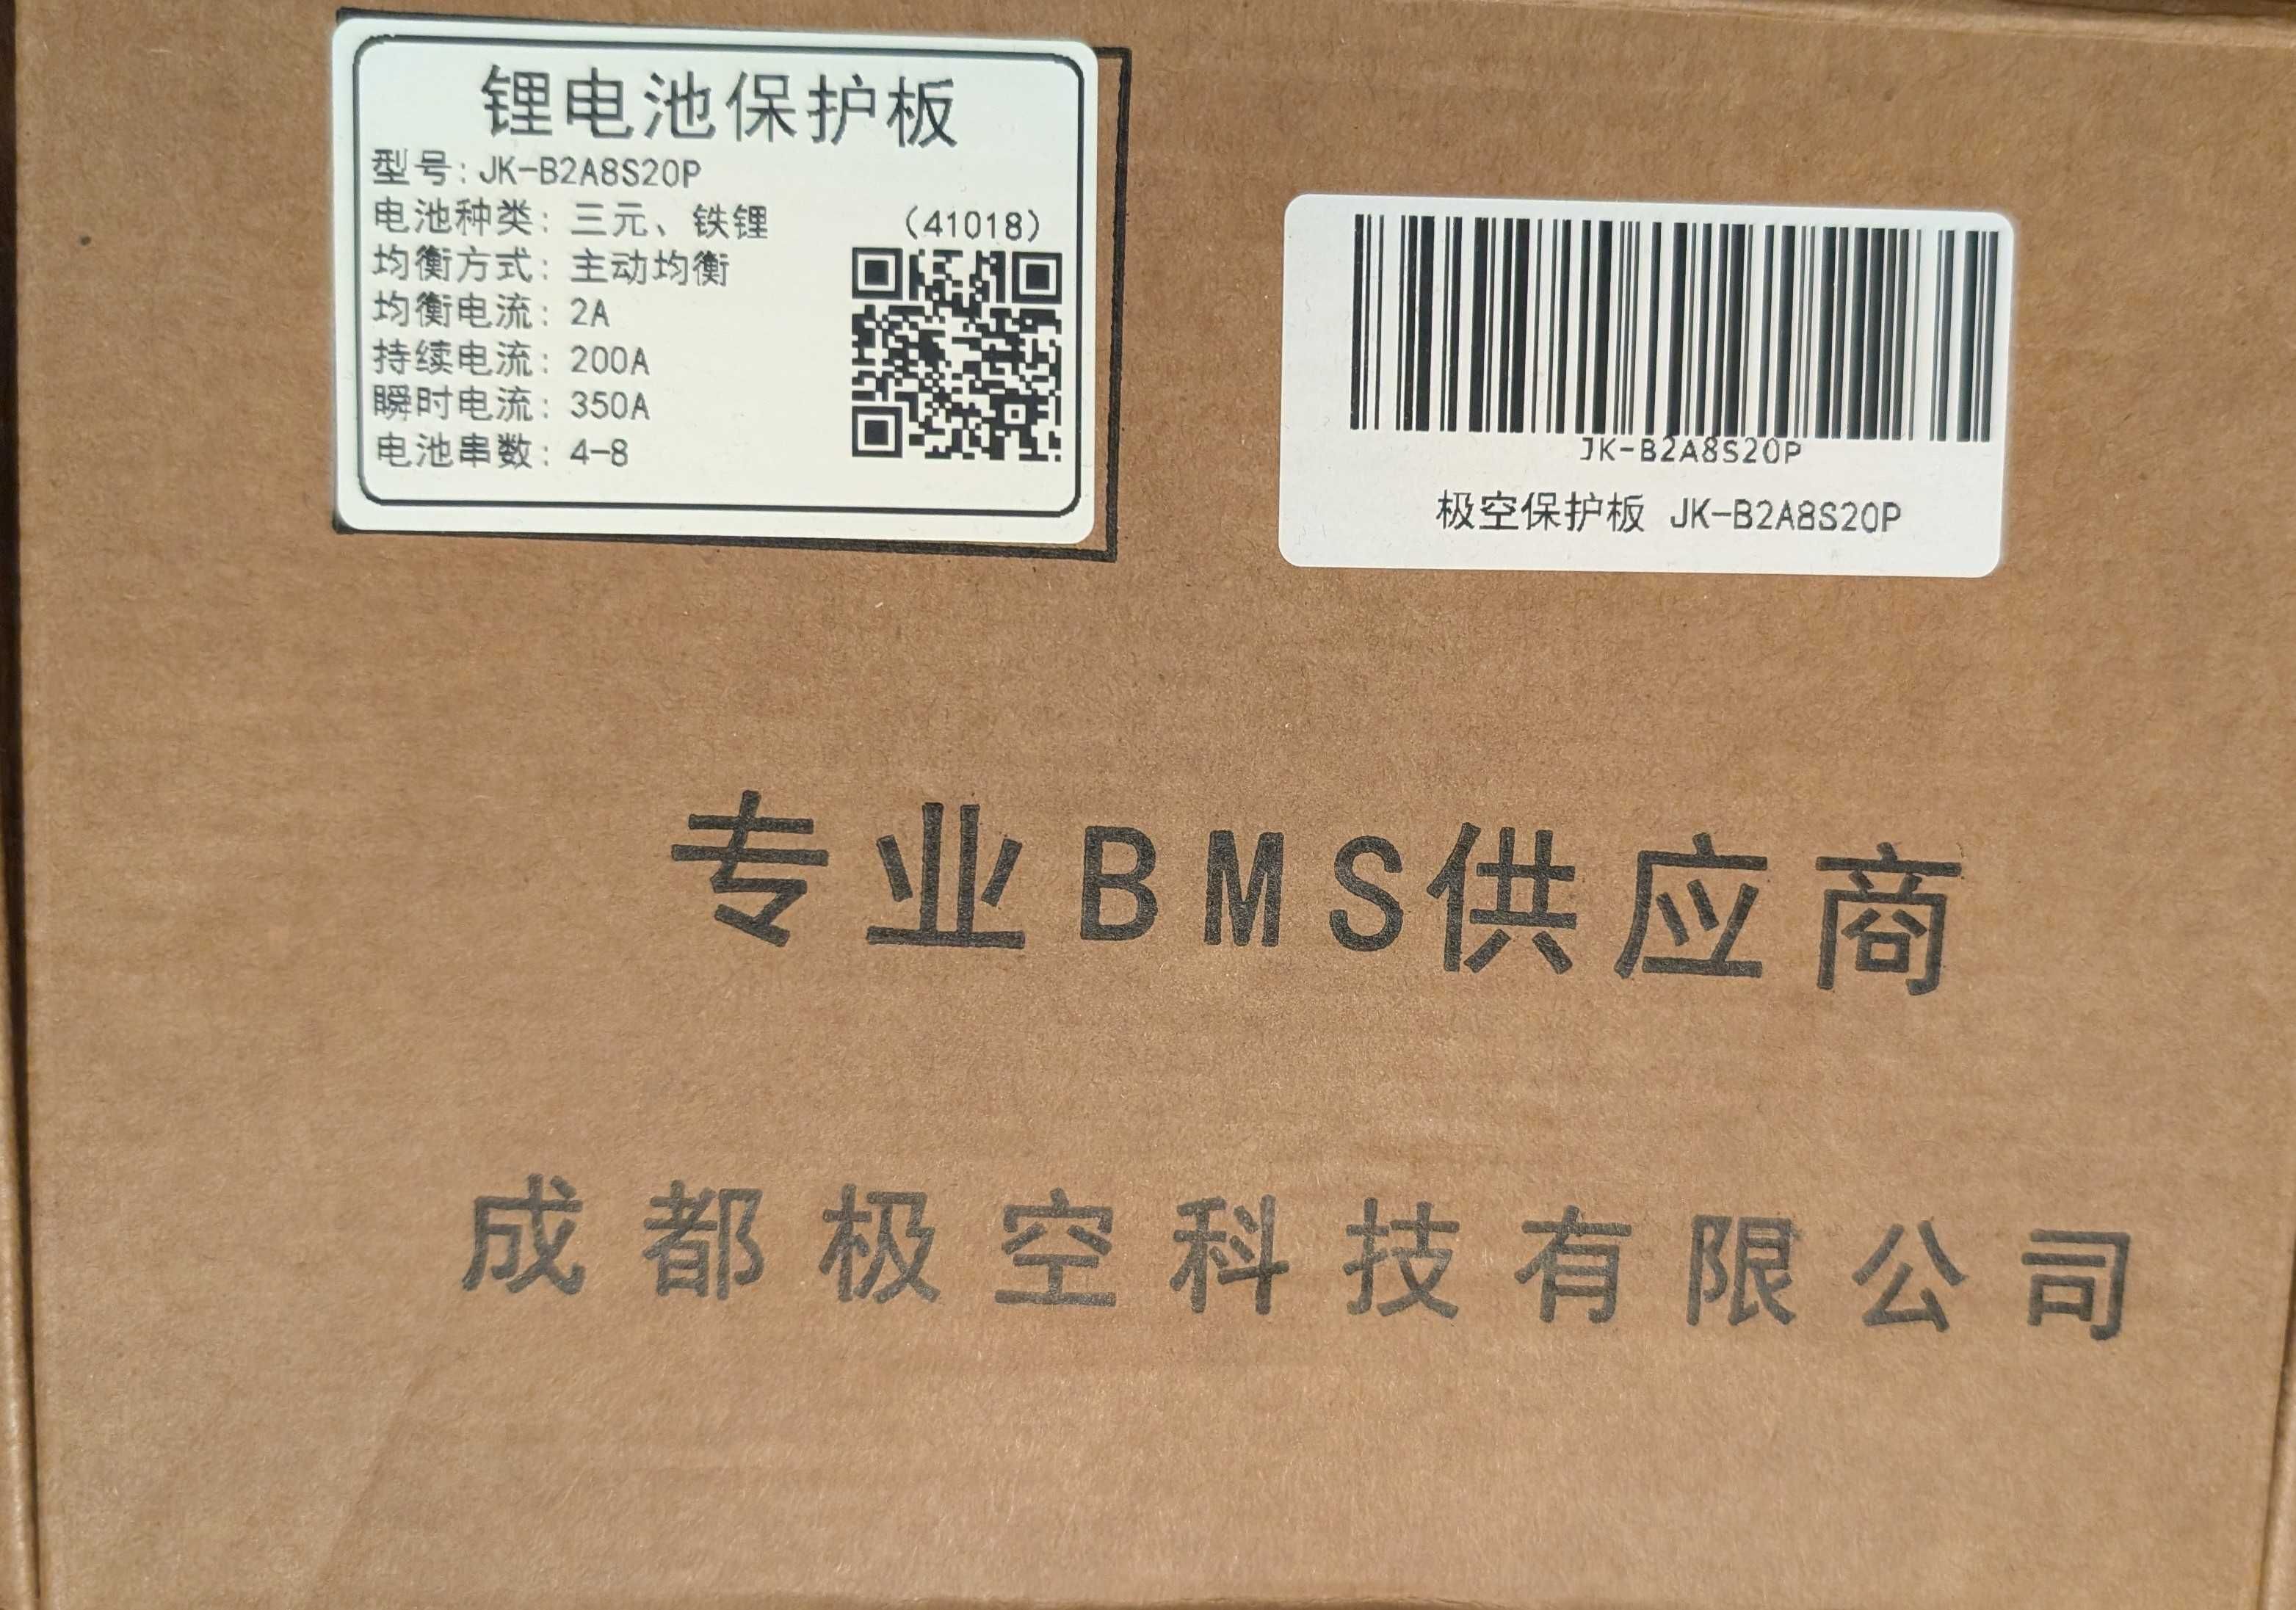 锂电池保护板
型号: JK-B2A8S20P
电池种类: 三元、铁锂
(41018)
均衡方式: 主动均衡
均衡电流: 2A
持续电流: 200A
瞬时电流: 350A
电池串数: 4-8
JK-B2A8S20P
极空保护板 JK-B2A8S20P
专业BMS供应商
成都极空科技有限公司